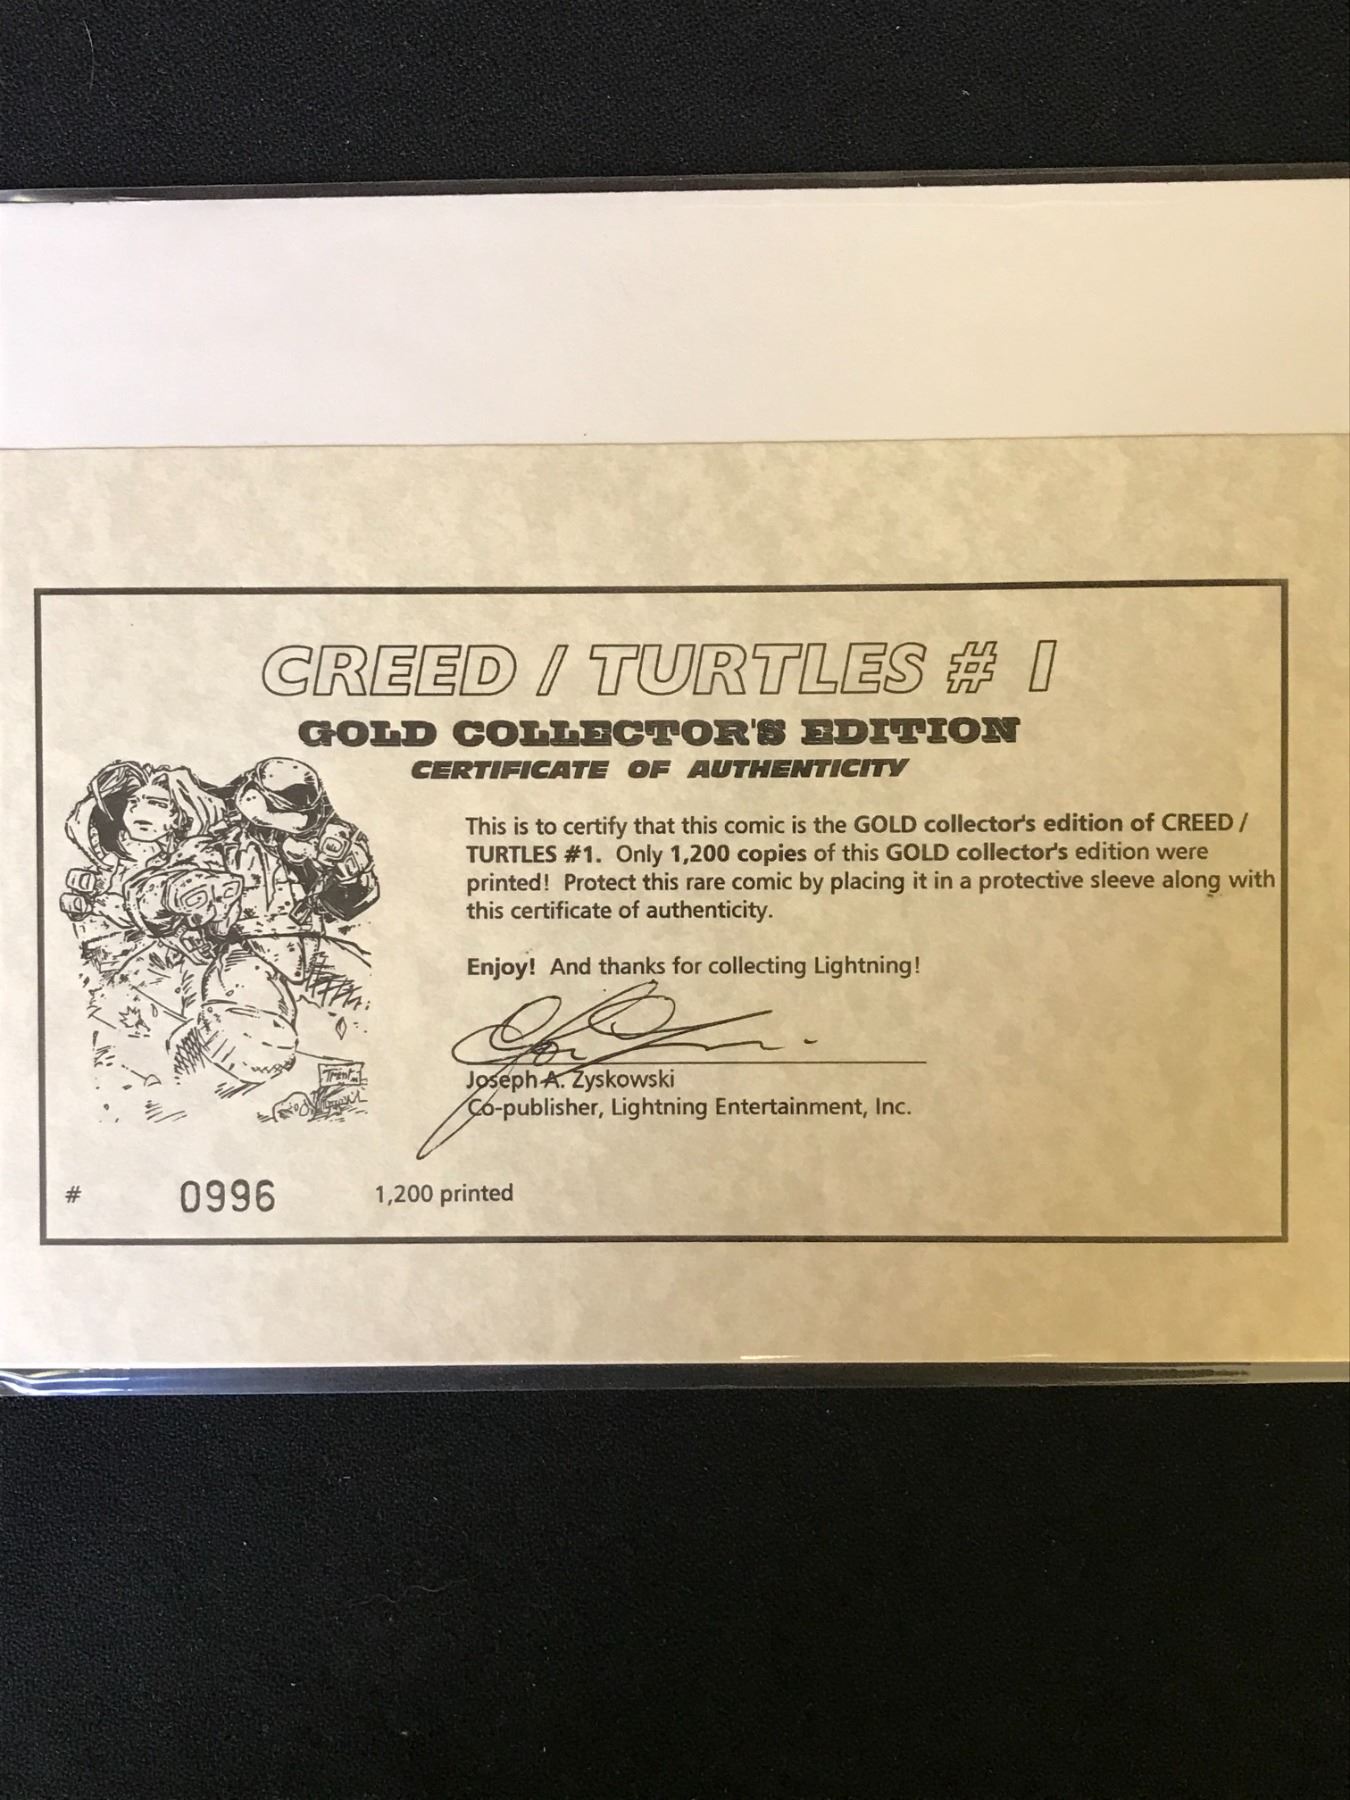 CREED / TURTLES # 1
GOLD COLLECTOR'S EDITION
CERTIFICATE OF AUTHENTICITY
This is to certify that this comic is the GOLD collector's edition of CREED /
TURTLES #1. Only 1,200 copies of this GOLD collector's edition were
printed! Protect this rare comic by placing it in a protective sleeve along with
this certificate of authenticity.
Enjoy! And thanks for collecting Lightning!
Joseph A. Zyskowski
Co-publisher, Lightning Entertainment, Inc.
Trent
# 0996 1,200 printed